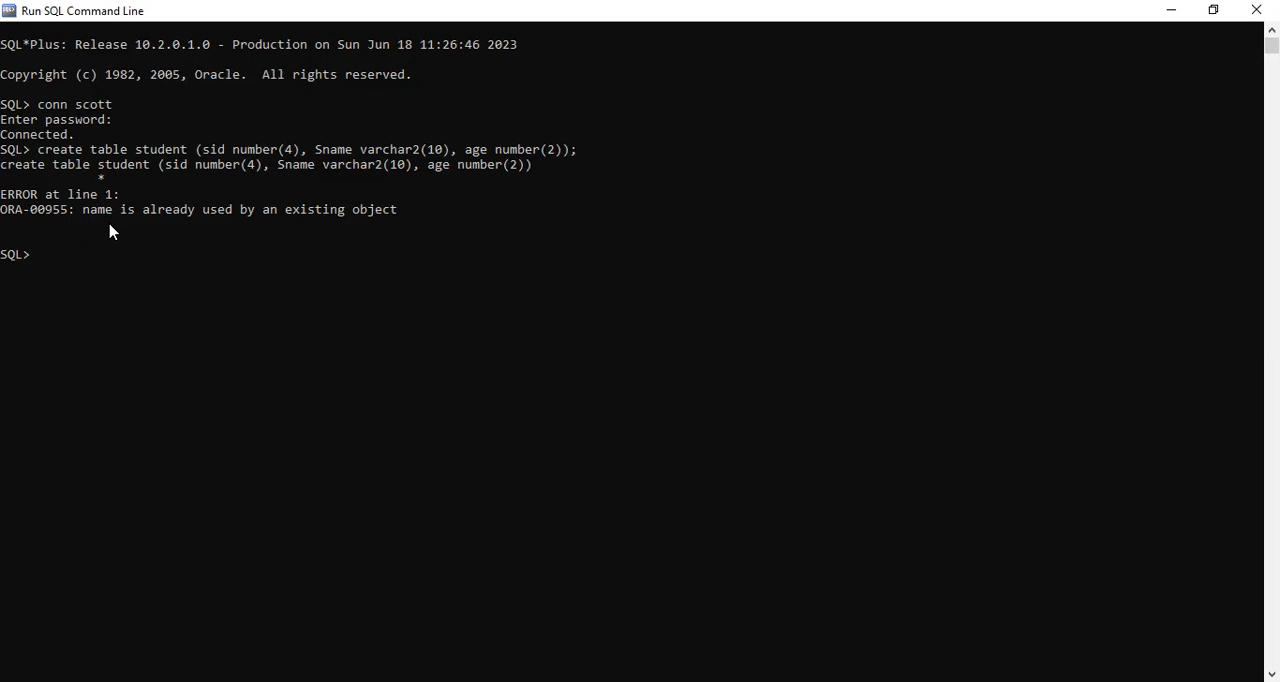 Run SQL Command Line
SQL*Plus: Release 10.2.0.1.0 - Production on Sun Jun 18 11:26:46 2023
Copyright (c) 1982, 2005, Oracle.  All rights reserved.
SQL> conn scott
Enter password:
Connected.
SQL> create table student (sid number(4), Sname varchar2(10), age number(2));
create table student (sid number(4), Sname varchar2(10), age number(2))
*
ERROR at line 1:
ORA-00955: name is already used by an existing object
SQL>